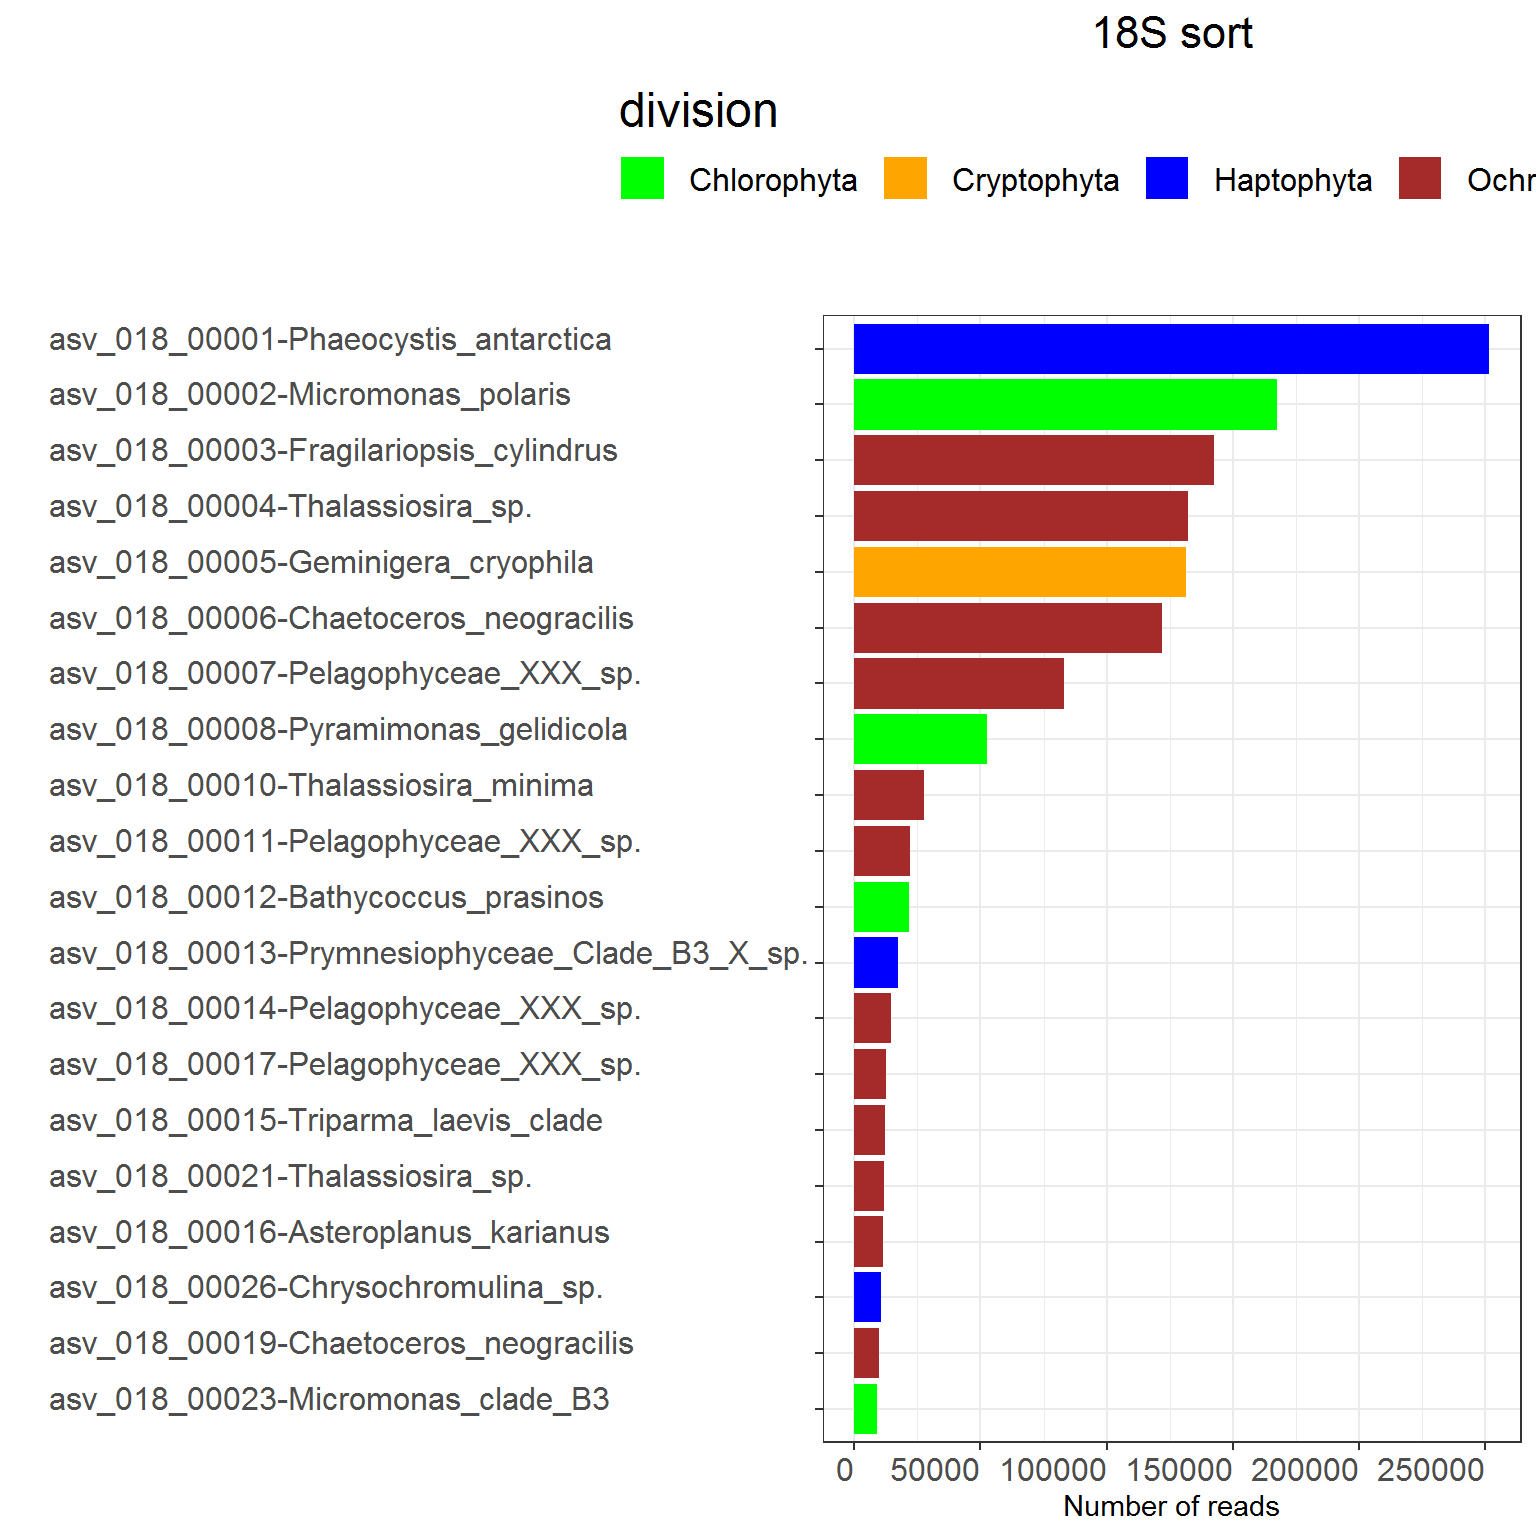 18S sort
division
Chlorophyta Cryptophyta Haptophyta Ochr
asv_018_00001-Phaeocystis_antarctica
asv_018_00002-Micromonas_polaris
asv_018_00003-Fragilariopsis_cylindrus
asv_018_00004-Thalassiosira_sp.
asv_018_00005-Geminigera_cryophila
asv_018_00006-Chaetoceros_neogracilis
asv_018_00007-Pelagophyceae_XXX_sp.
asv_018_00008-Pyramimonas_gelidicola
asv_018_00010-Thalassiosira_minima
asv_018_00011-Pelagophyceae_XXX_sp.
asv_018_00012-Bathycoccus_prasinos
asv_018_00013-Prymnesiophyceae_Clade_B3_X_sp.
asv_018_00014-Pelagophyceae_XXX_sp.
asv_018_00017-Pelagophyceae_XXX_sp.
asv_018_00015-Triparma_laevis_clade
asv_018_00021-Thalassiosira_sp.
asv_018_00016-Asteroplanus_karianus
asv_018_00026-Chrysochromulina_sp.
asv_018_00019-Chaetoceros_neogracilis
asv_018_00023-Micromonas_clade_B3
0 50000 100000 150000 200000 250000
Number of reads